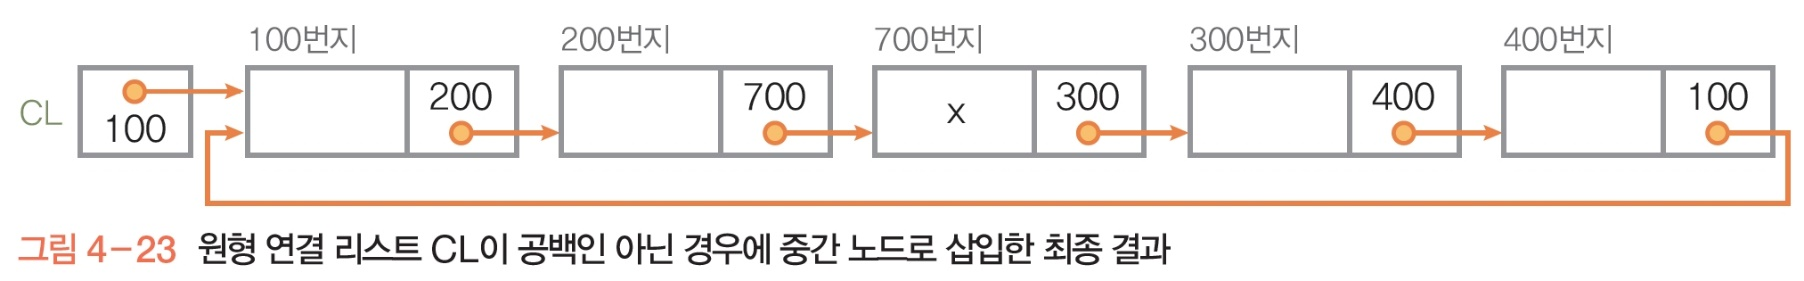 100번지 200번지 700번지 300번지 400번지
CL 100 200 700 x 300 400 100
그림 4-23 원형 연결 리스트 CL이 공백인 아닌 경우에 중간 노드로 삽입한 최종 결과